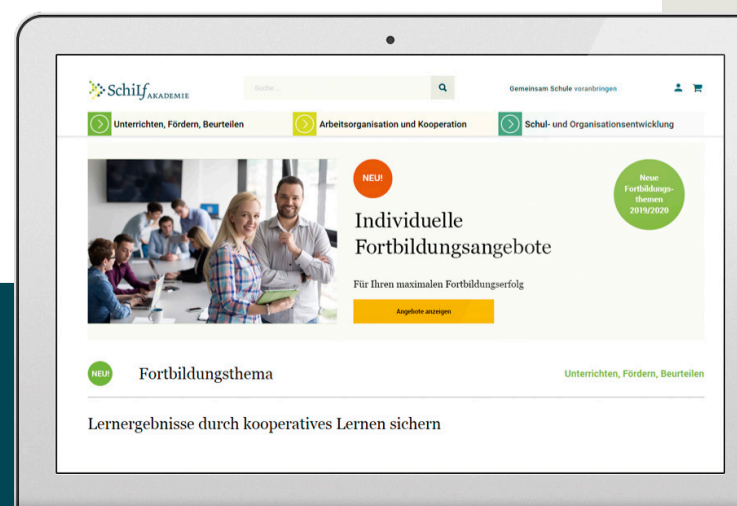 SchiLf AKADEMIE
Suche ...
Gemeinsam Schule voranbringen
Unterrichten, Fördern, Beurteilen
Arbeitsorganisation und Kooperation
Schul- und Organisationsentwicklung
NEU!
Neue
Fortbildungs-
themen
2019/2020
Individuelle
Fortbildungsangebote
Für Ihren maximalen Fortbildungserfolg
Angebote anzeigen
NEU!
Fortbildungsthema
Unterrichten, Fördern, Beurteilen
Lernergebnisse durch kooperatives Lernen sichern